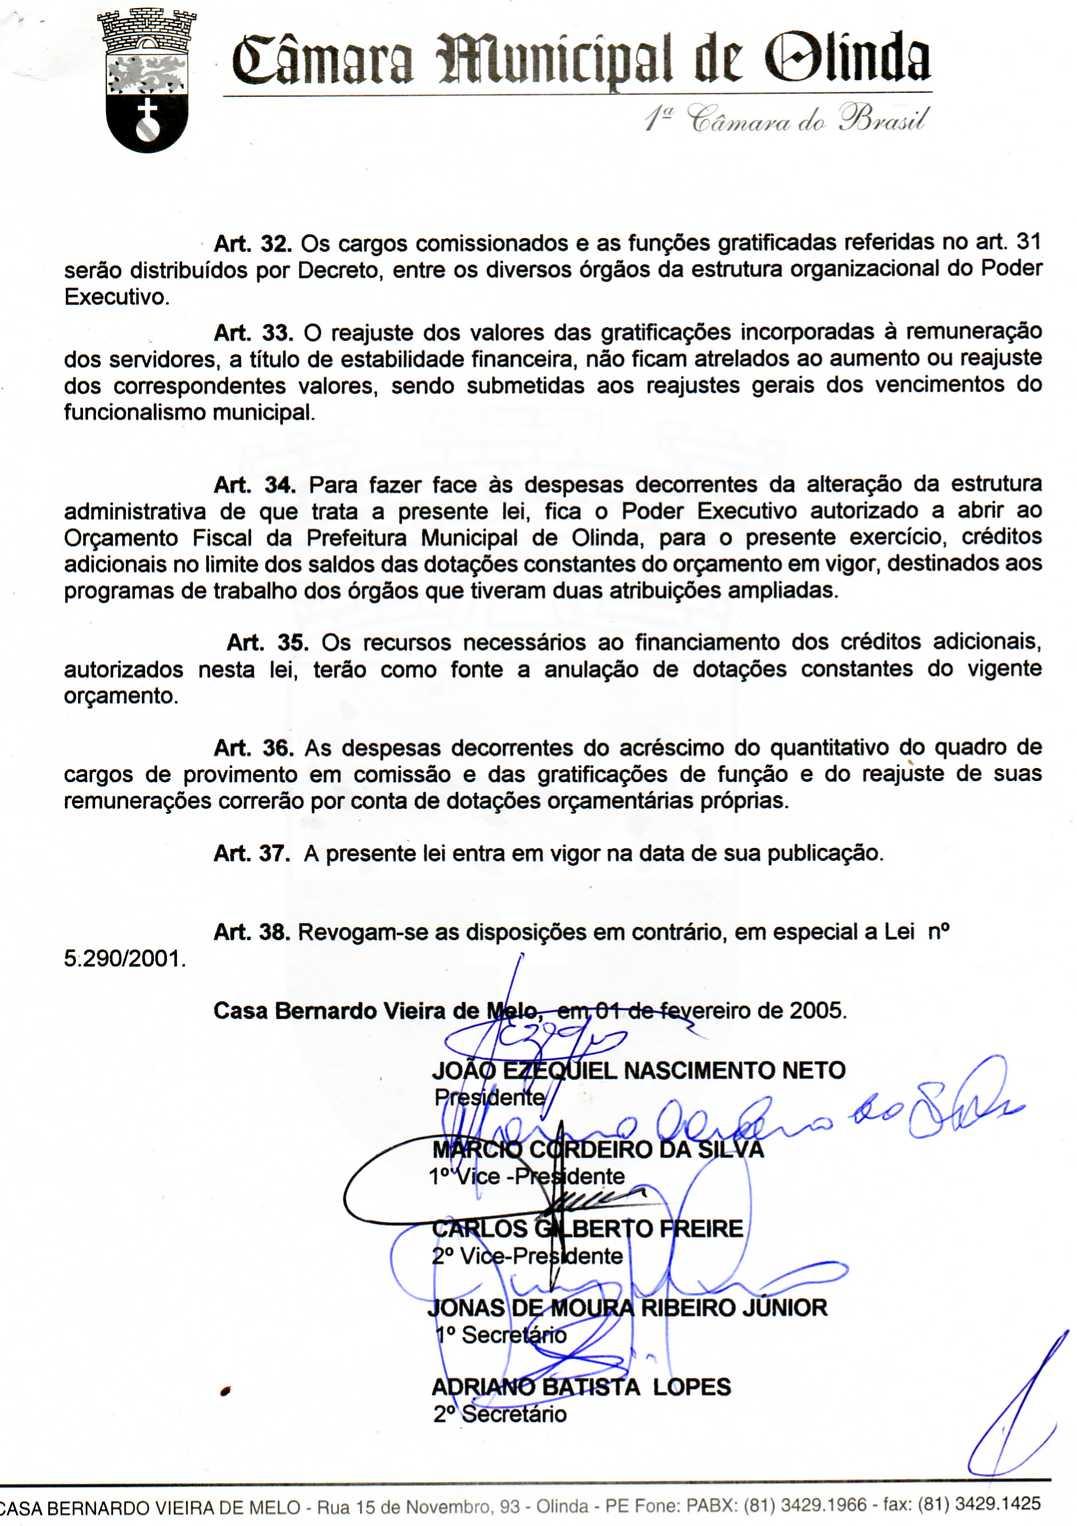 Câmara Municipal de Olinda
1ª Câmara do Brasil
Art. 32. Os cargos comissionados e as funções gratificadas referidas no art. 31
serão distribuídos por Decreto, entre os diversos órgãos da estrutura organizacional do Poder
Executivo.
Art. 33. O reajuste dos valores das gratificações incorporadas à remuneração
dos servidores, a título de estabilidade financeira, não ficam atrelados ao aumento ou reajuste
dos correspondentes valores, sendo submetidas aos reajustes gerais dos vencimentos do
funcionalismo municipal.
Art. 34. Para fazer face às despesas decorrentes da alteração da estrutura
administrativa de que trata a presente lei, fica o Poder Executivo autorizado a abrir ao
Orçamento Fiscal da Prefeitura Municipal de Olinda, para o presente exercício, créditos
adicionais no limite dos saldos das dotações constantes do orçamento em vigor, destinados aos
programas de trabalho dos órgãos que tiveram duas atribuições ampliadas.
Art. 35. Os recursos necessários ao financiamento dos créditos adicionais,
autorizados nesta lei, terão como fonte a anulação de dotações constantes do vigente
orçamento.
Art. 36. As despesas decorrentes do acréscimo do quantitativo do quadro de
cargos de provimento em comissão e das gratificações de função e do reajuste de suas
remunerações correrão por conta de dotações orçamentárias próprias.
Art. 37. A presente lei entra em vigor na data de sua publicação.
Art. 38. Revogam-se as disposições em contrário, em especial a Lei nº
5.290/2001.
Casa Bernardo Vieira de Melo, em 01 de fevereiro de 2005.
JOÃO EZEQUIEL NASCIMENTO NETO
Presidente
MARCIO CORDEIRO DA SILVA
1º Vice -Presidente
CARLOS GILBERTO FREIRE
2º Vice-Presidente
JONAS DE MOURA RIBEIRO JÚNIOR
1º Secretário
ADRIANO BATISTA LOPES
2º Secretário
CASA BERNARDO VIEIRA DE MELO - Rua 15 de Novembro, 93 - Olinda - PE Fone: PABX: (81) 3429.1966 - fax: (81) 3429.1425